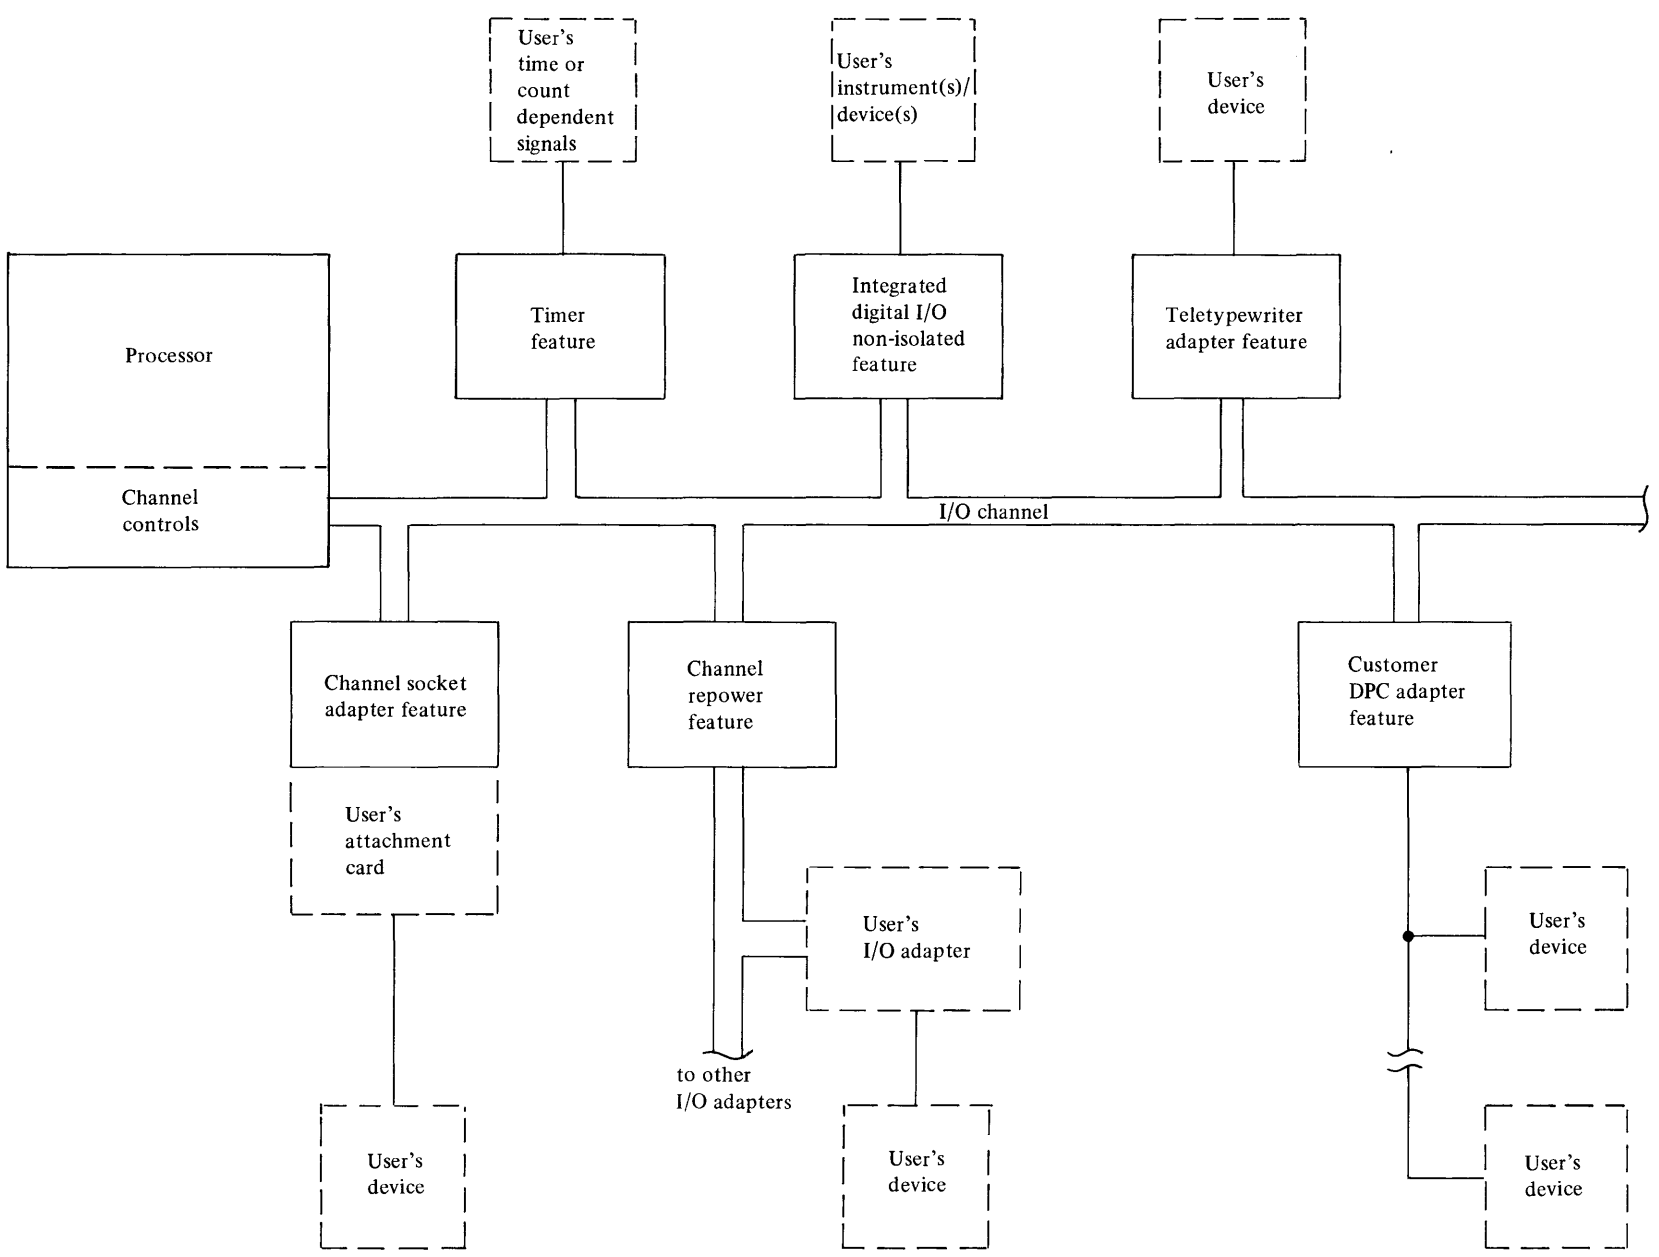 User's
time or
count
dependent
signals
User's
instrument(s)/
device(s)
User's
device
Processor
Channel
controls
Timer
feature
Integrated
digital I/O
non-isolated
feature
Teletypewriter
adapter feature
I/O channel
Channel socket
adapter feature
Channel
repower
feature
Customer
DPC adapter
feature
User's
attachment
card
User's
I/O adapter
User's
device
to other
I/O adapters
User's
device
User's
device
User's
device